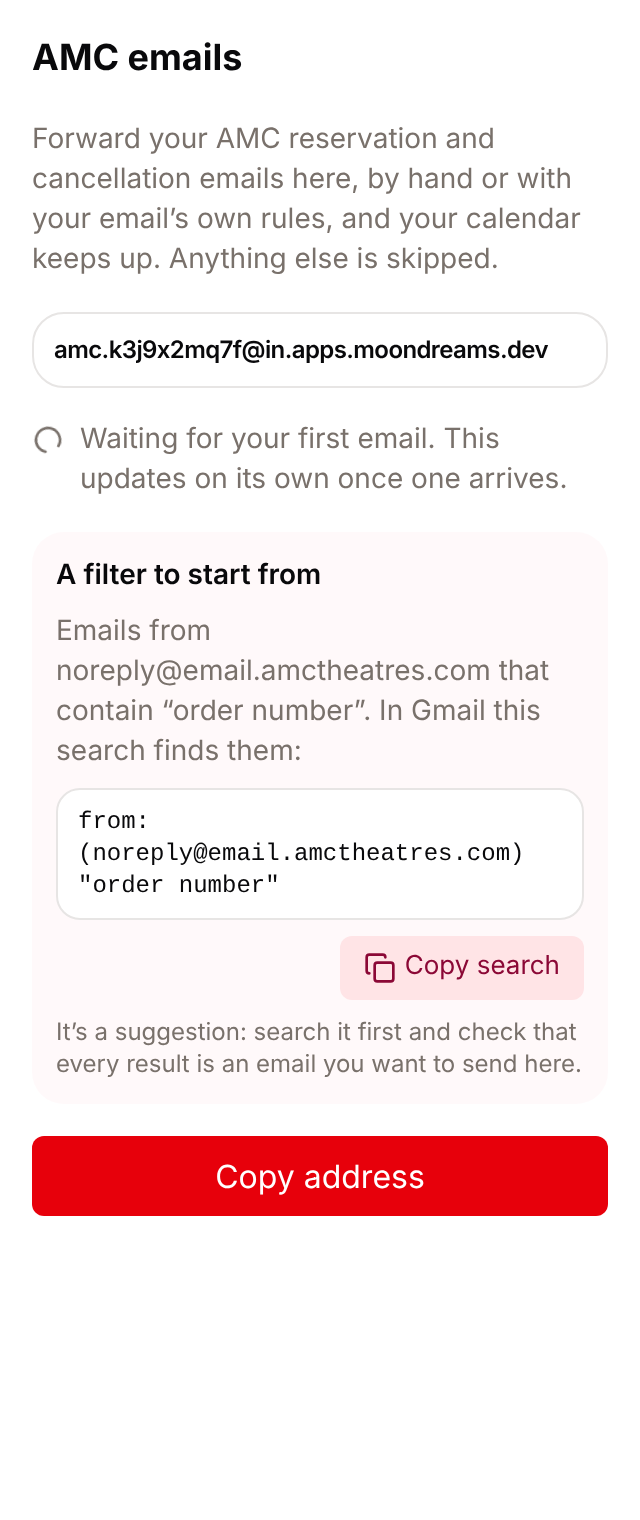 AMC emails
Forward your AMC reservation and
cancellation emails here, by hand or with
your email’s own rules, and your calendar
keeps up. Anything else is skipped.
amc.k3j9x2mq7f@in.apps.moondreams.dev
Waiting for your first email. This
updates on its own once one arrives.
A filter to start from
Emails from
noreply@email.amctheatres.com that
contain “order number”. In Gmail this
search finds them:
from:
(noreply@email.amctheatres.com)
"order number"
Copy search
It’s a suggestion: search it first and check that
every result is an email you want to send here.
Copy address